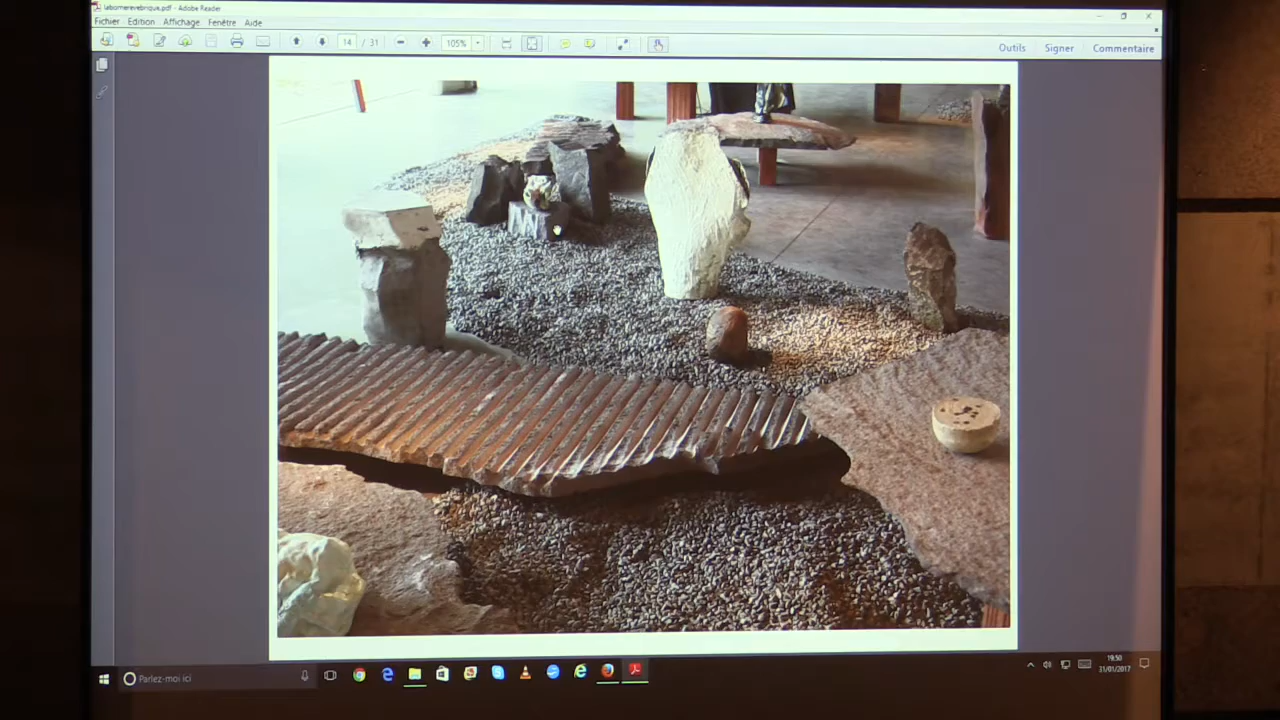 labornerevebrique.pdf - Adobe Reader
Fichier Edition Affichage Fenêtre Aide
14 / 31 105% Outils Signer Commentaire
Parlez-moi ici
19:50
31/01/2017